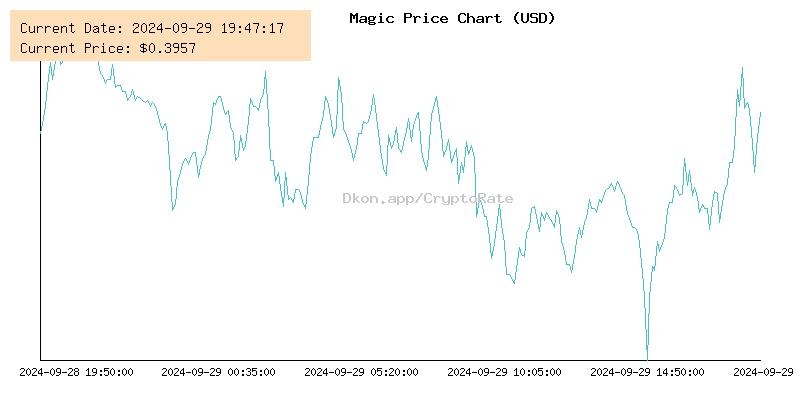 Magic Price Chart (USD)
Current Date: 2024-09-29 19:47:17
Current Price: $0.3957
Dkon.app/CryptoRate
2024-09-28 19:50:00 2024-09-29 00:35:00 2024-09-29 05:20:00 2024-09-29 10:05:00 2024-09-29 14:50:00 2024-09-29